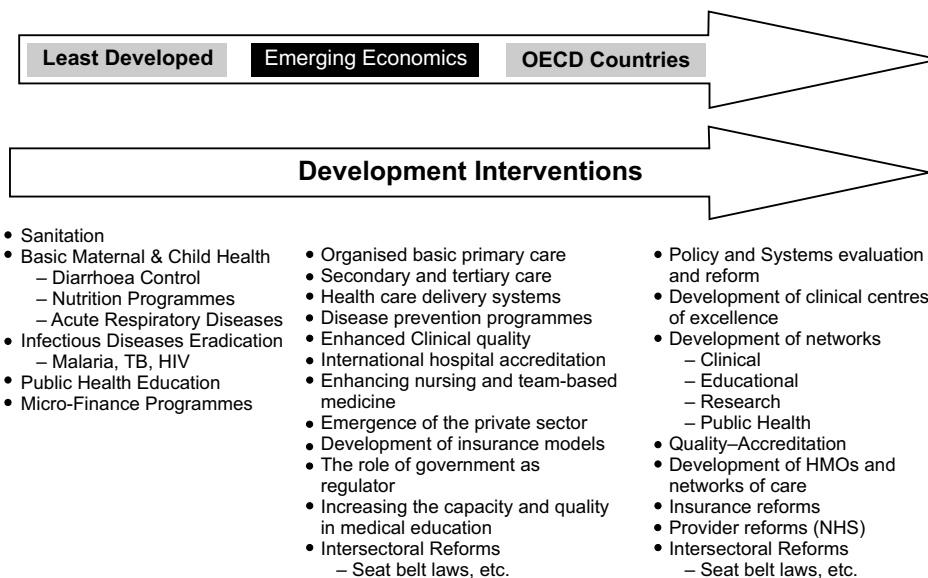 Least Developed
Emerging Economics
OECD Countries
Development Interventions
• Sanitation
• Basic Maternal & Child Health
– Diarrhoea Control
– Nutrition Programmes
– Acute Respiratory Diseases
• Infectious Diseases Eradication
– Malaria, TB, HIV
• Public Health Education
• Micro-Finance Programmes
• Organised basic primary care
• Secondary and tertiary care
• Health care delivery systems
• Disease prevention programmes
• Enhanced Clinical quality
• International hospital accreditation
• Enhancing nursing and team-based
medicine
• Emergence of the private sector
• Development of insurance models
• The role of government as
regulator
• Increasing the capacity and quality
in medical education
• Intersectoral Reforms
– Seat belt laws, etc.
• Policy and Systems evaluation
and reform
• Development of clinical centres
of excellence
• Development of networks
– Clinical
– Educational
– Research
– Public Health
• Quality–Accreditation
• Development of HMOs and
networks of care
• Insurance reforms
• Provider reforms (NHS)
• Intersectoral Reforms
– Seat belt laws, etc.